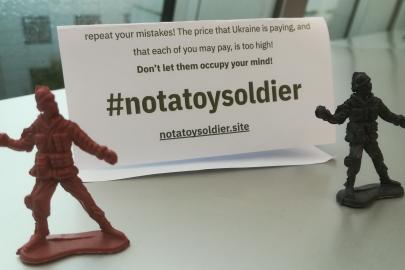 repeat your mistakes! The price that Ukraine is paying, and
that each of you may pay, is too high!
Don't let them occupy your mind!
#notatoysoldier
notatoysoldier.site